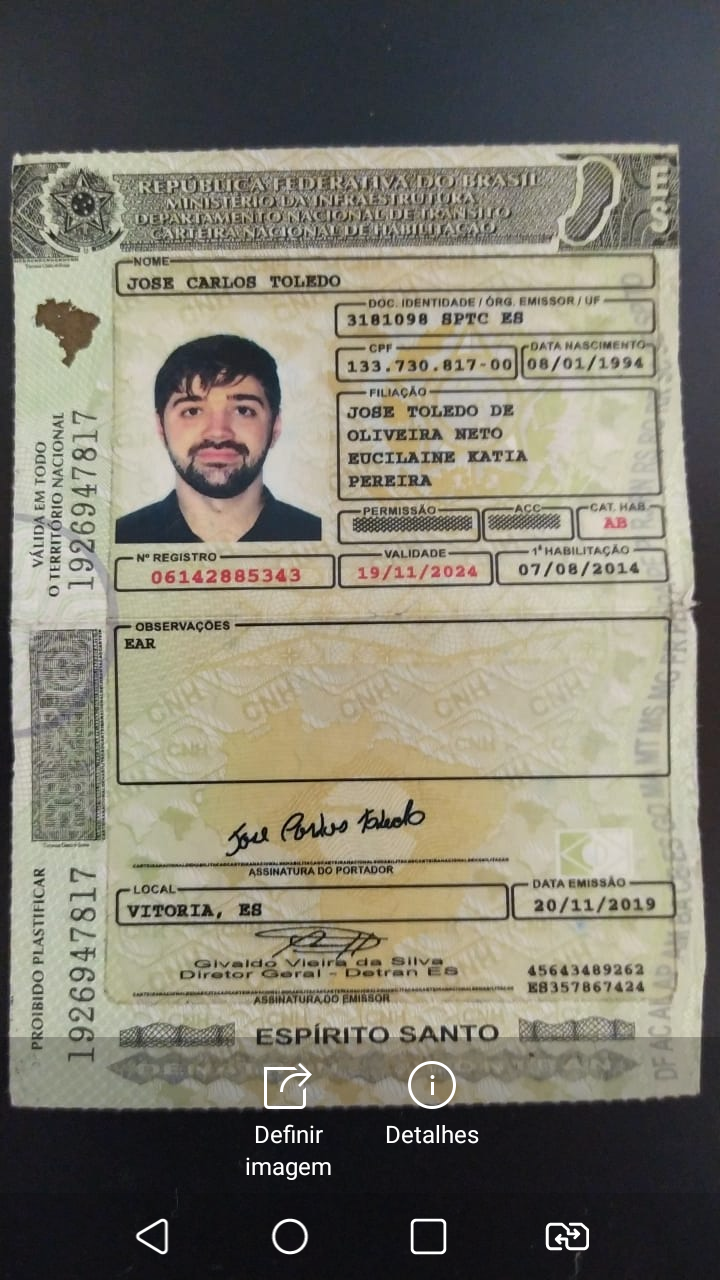 REPÚBLICA FEDERATIVA DO BRASIL
MINISTÉRIO DA INFRAESTRUTURA
DEPARTAMENTO NACIONAL DE TRÂNSITO
CARTEIRA NACIONAL DE HABILITAÇÃO
NOME
JOSE CARLOS TOLEDO
DOC. IDENTIDADE / ÓRG. EMISSOR / UF
3181098 SPTC ES
CPF
DATA NASCIMENTO
133.730.817-00
08/01/1994
FILIAÇÃO
JOSE TOLEDO DE
OLIVEIRA NETO
EUCILAINE KATIA
PEREIRA
PERMISSÃO
ACC
CAT. HAB.
AB
Nº REGISTRO
VALIDADE
1ª HABILITAÇÃO
06142885343
19/11/2024
07/08/2014
VÁLIDA EM TODO
O TERRITÓRIO NACIONAL
1926947817
OBSERVAÇÕES
EAR
Jose Carlos Toledo
ASSINATURA DO PORTADOR
LOCAL
DATA EMISSÃO
VITORIA, ES
20/11/2019
Givaldo Vieira da Silva
Diretor Geral - Detran ES
45643489262
ES357867424
ASSINATURA DO EMISSOR
PROIBIDO PLASTIFICAR
1926947817
ESPÍRITO SANTO
Definir
imagem
Detalhes